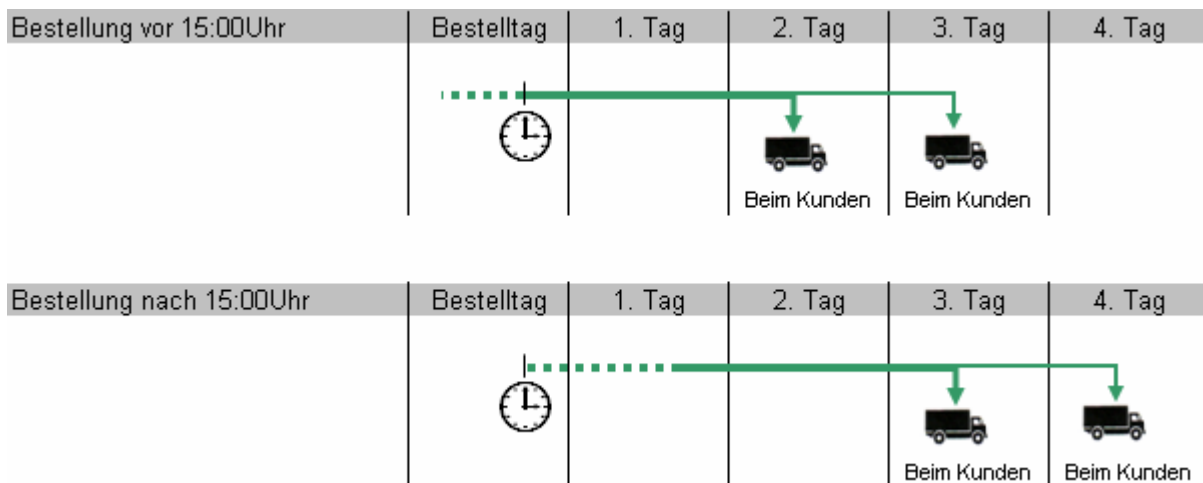 Bestellung vor 15:00Uhr Bestelltag 1. Tag 2. Tag 3. Tag 4. Tag
Beim Kunden Beim Kunden
Bestellung nach 15:00Uhr Bestelltag 1. Tag 2. Tag 3. Tag 4. Tag
Beim Kunden Beim Kunden